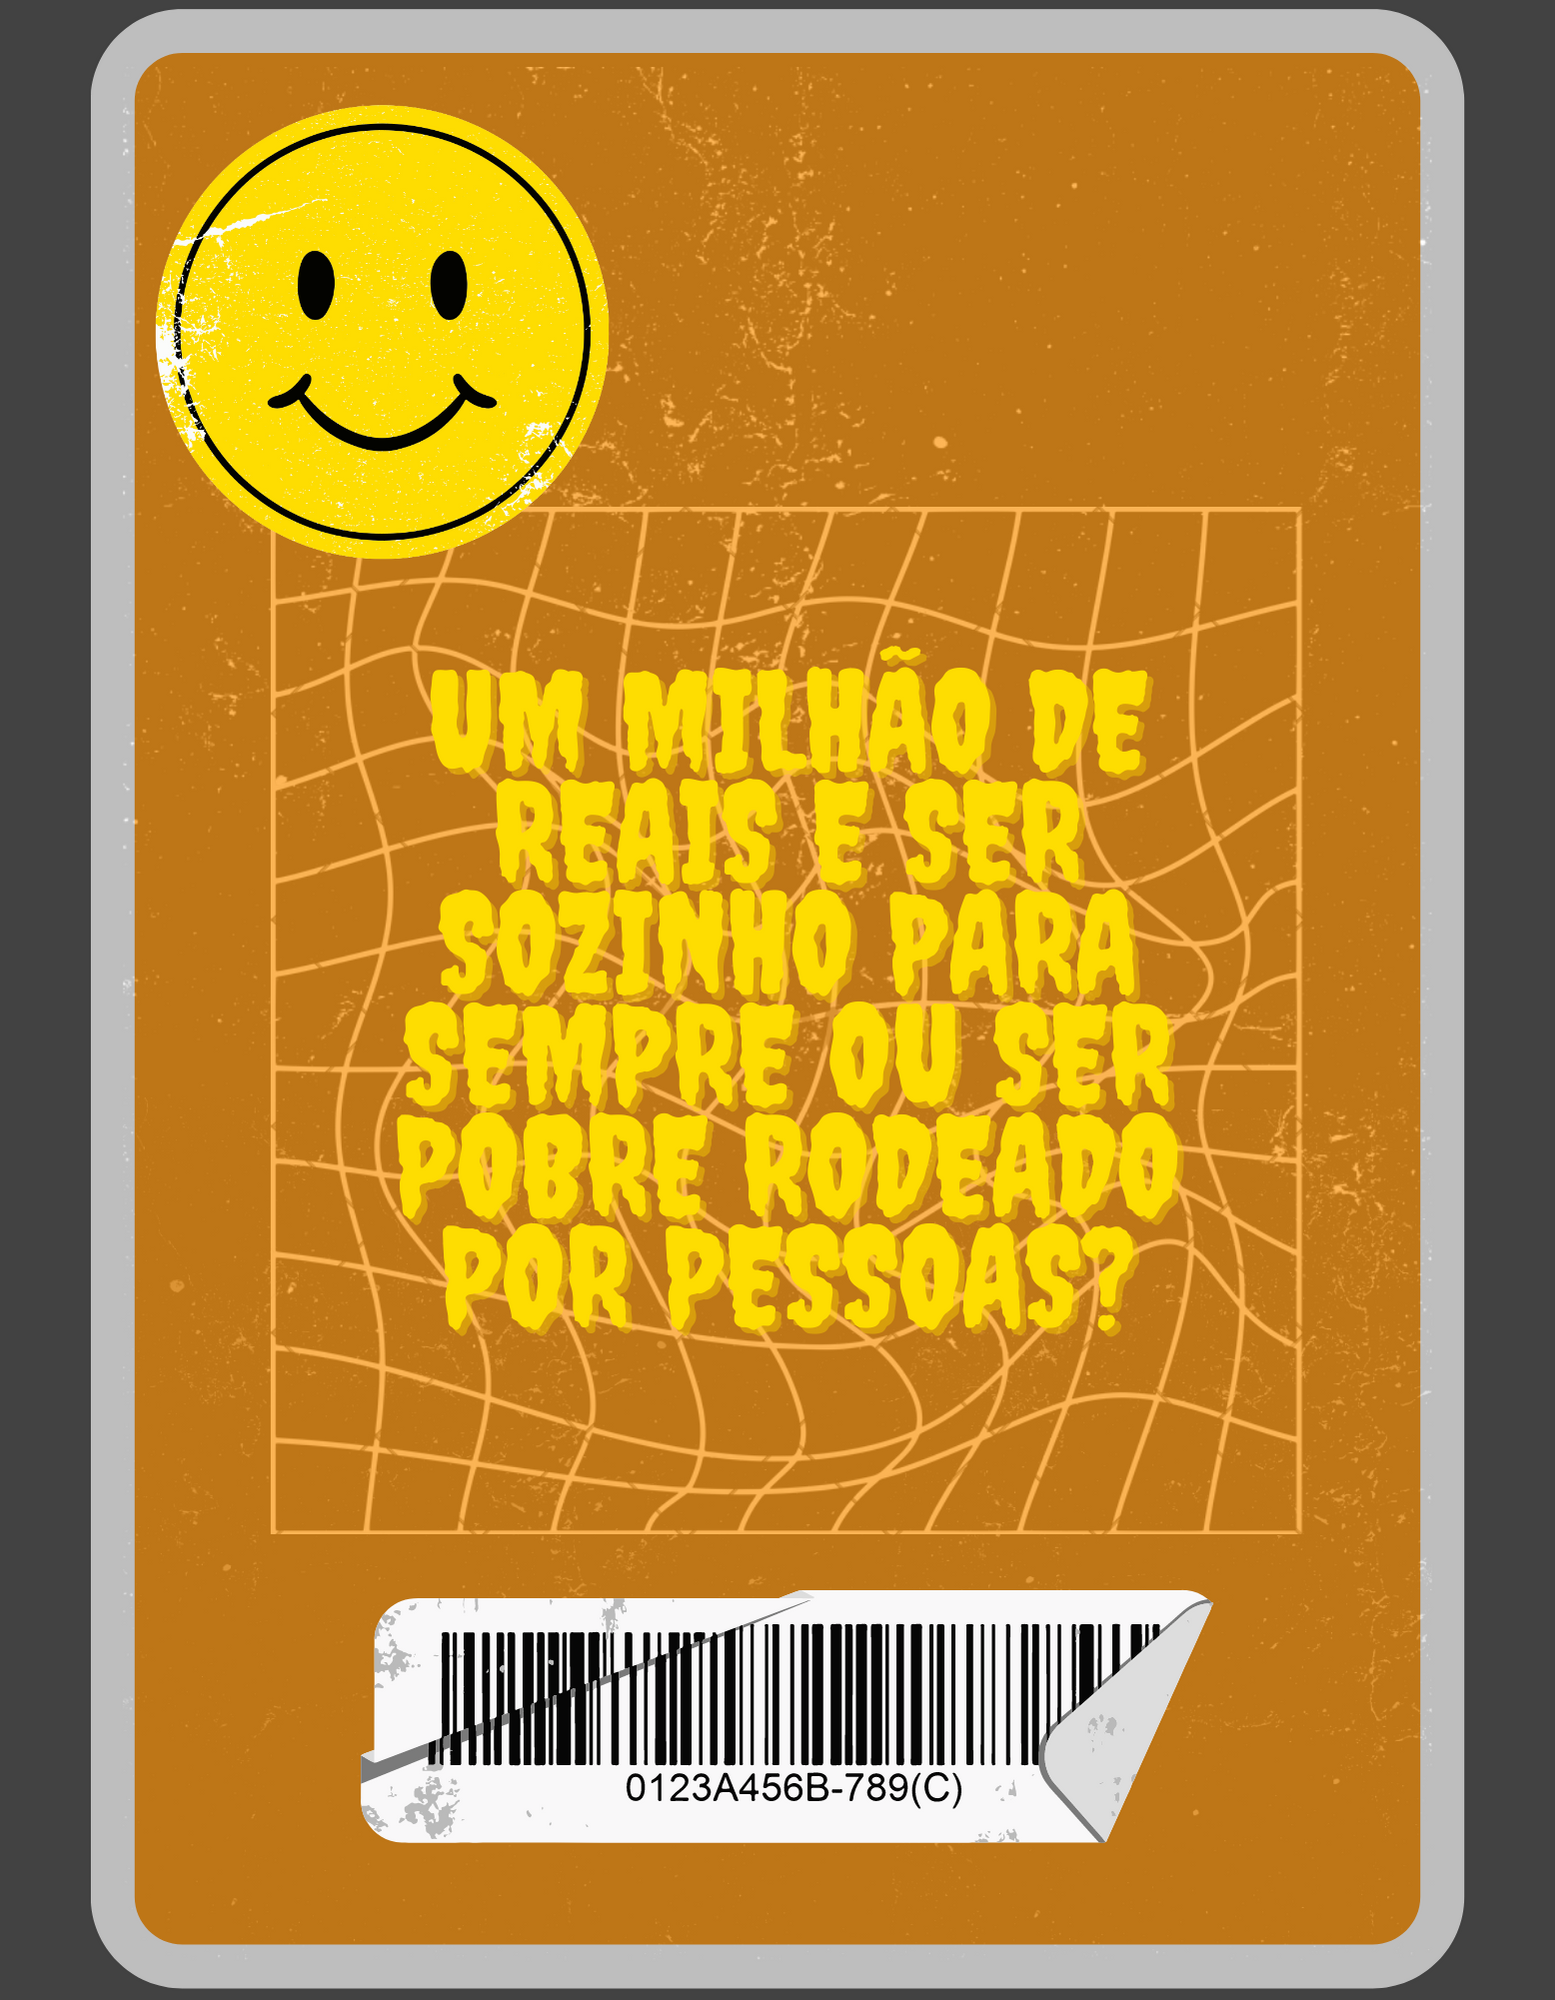 UM MILHÃO DE
REAIS E SER
SOZINHO PARA
SEMPRE OU SER
POBRE RODEADO
POR PESSOAS?
0123A456B-789(C)